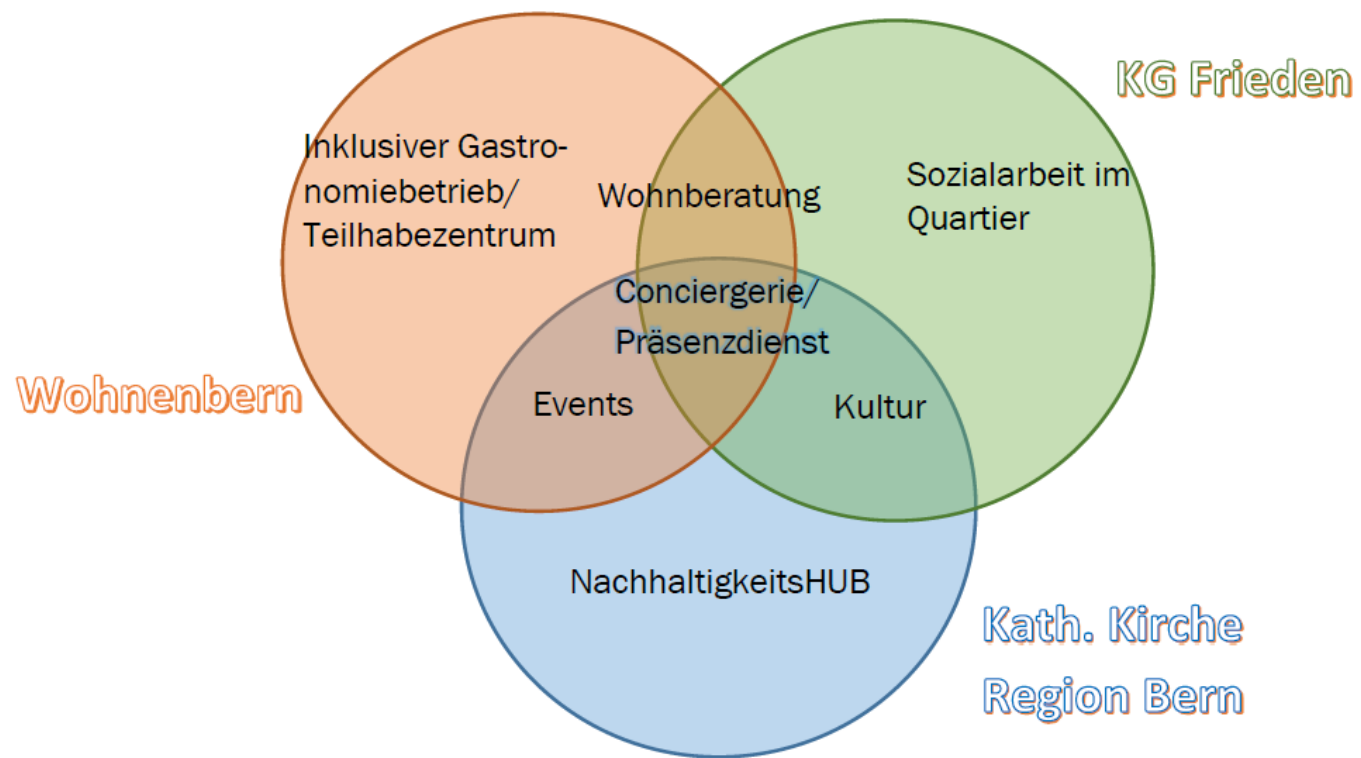 KG Frieden
Inklusiver Gastro-
nomiebetrieb/
Teilhabezentrum
Wohnberatung
Sozialarbeit im
Quartier
Conciergerie/
Präsenzdienst
Wohnenbern
Events
Kultur
NachhaltigkeitsHUB
Kath. Kirche
Region Bern